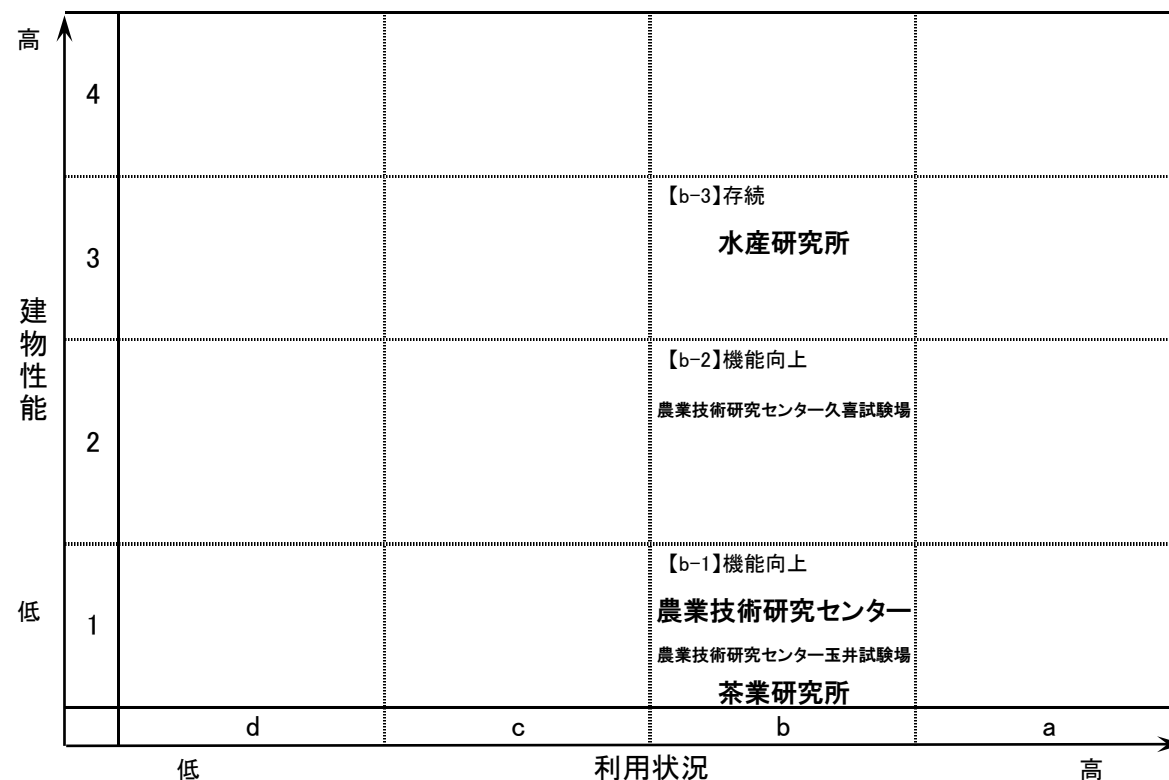 高
4
【b-3】存続
水産研究所
3
建物性能
【b-2】機能向上
農業技術研究センター久喜試験場
2
【b-1】機能向上
低
農業技術研究センター
1
農業技術研究センター玉井試験場
茶業研究所
d
c
b
a
低
利用状況
高